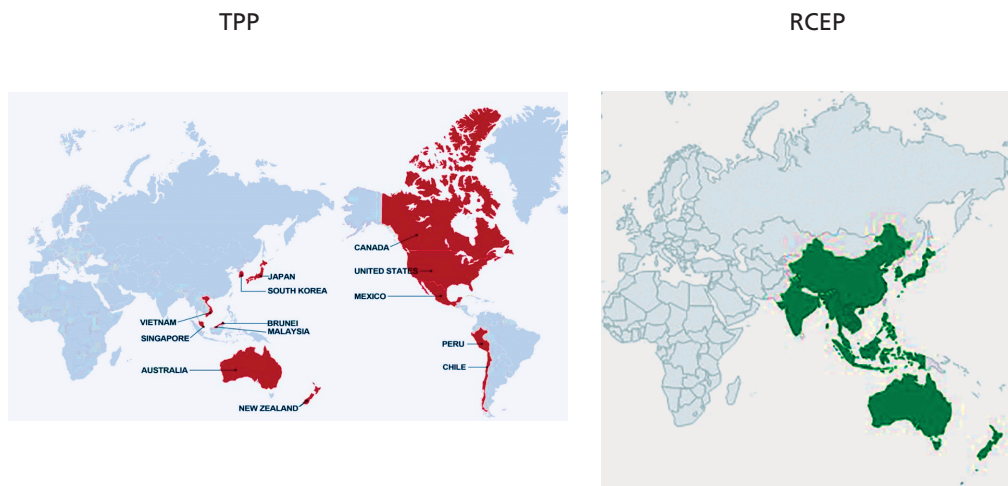 TPP
RCEP
CANADA
UNITED STATES
MEXICO
JAPAN
SOUTH KOREA
VIETNAM
BRUNEI
MALAYSIA
SINGAPORE
PERU
CHILE
AUSTRALIA
NEW ZEALAND